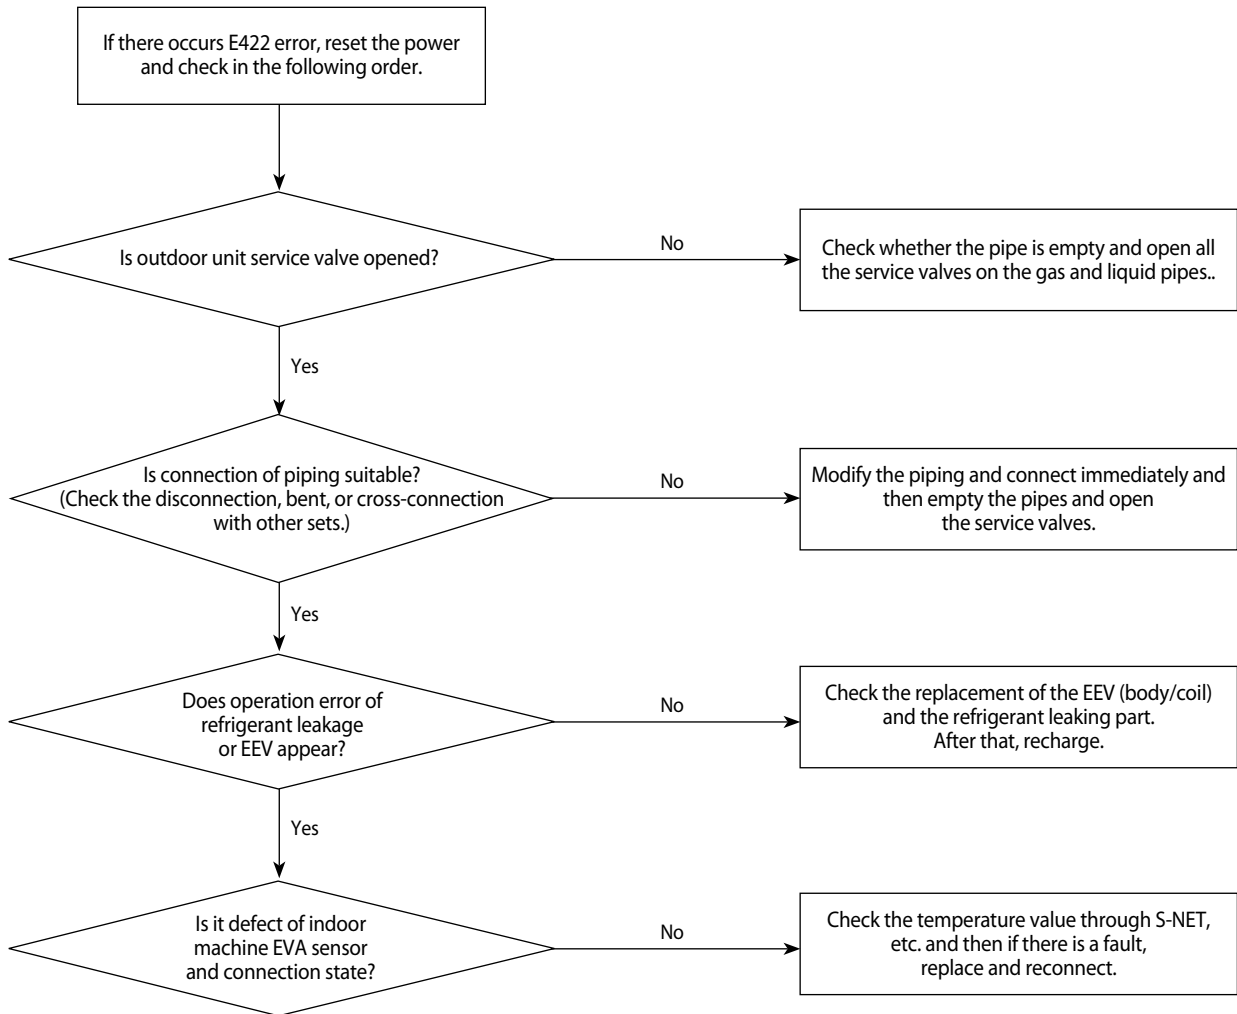 If there occurs E422 error, reset the power
and check in the following order.
Is outdoor unit service valve opened?
No
Check whether the pipe is empty and open all
the service valves on the gas and liquid pipes..
Yes
Is connection of piping suitable?
(Check the disconnection, bent, or cross-connection
with other sets.)
No
Modify the piping and connect immediately and
then empty the pipes and open
the service valves.
Yes
Does operation error of
refrigerant leakage
or EEV appear?
No
Check the replacement of the EEV (body/coil)
and the refrigerant leaking part.
After that, recharge.
Yes
Is it defect of indoor
machine EVA sensor
and connection state?
No
Check the temperature value through S-NET,
etc. and then if there is a fault,
replace and reconnect.